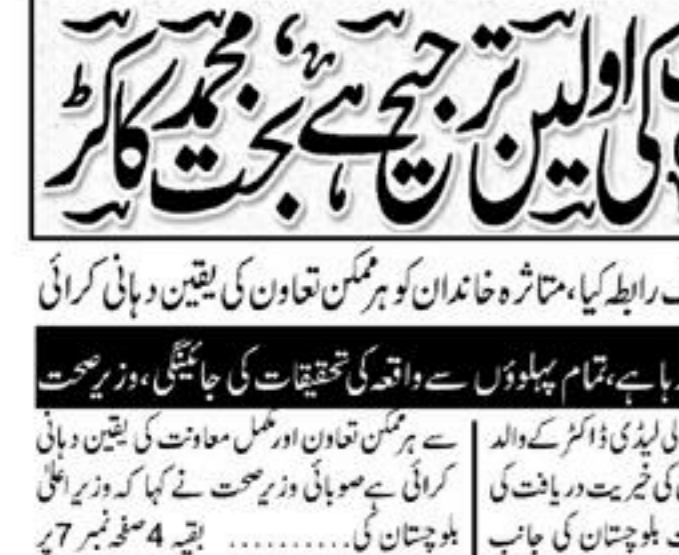 کی اولین ترجیح ہے، بخت محمد کاکڑ
رابطہ کیا، متاثرہ خاندان کو ہر ممکن تعاون کی یقین دہانی کرائی
رہا ہے، تمام پہلوؤں سے واقعہ کی تحقیقات کی جائینگی، وزیر صحت
لیڈی ڈاکٹر کے والد
کی خیریت دریافت کی
بلوچستان کی جانب
سے ہر ممکن تعاون اور مکمل معاونت کی یقین دہانی
کرائی ہے صوبائی وزیر صحت نے کہا کہ وزیر اعلیٰ
بلوچستان کی.......... بقیہ 4 صفحہ نمبر 7 پر